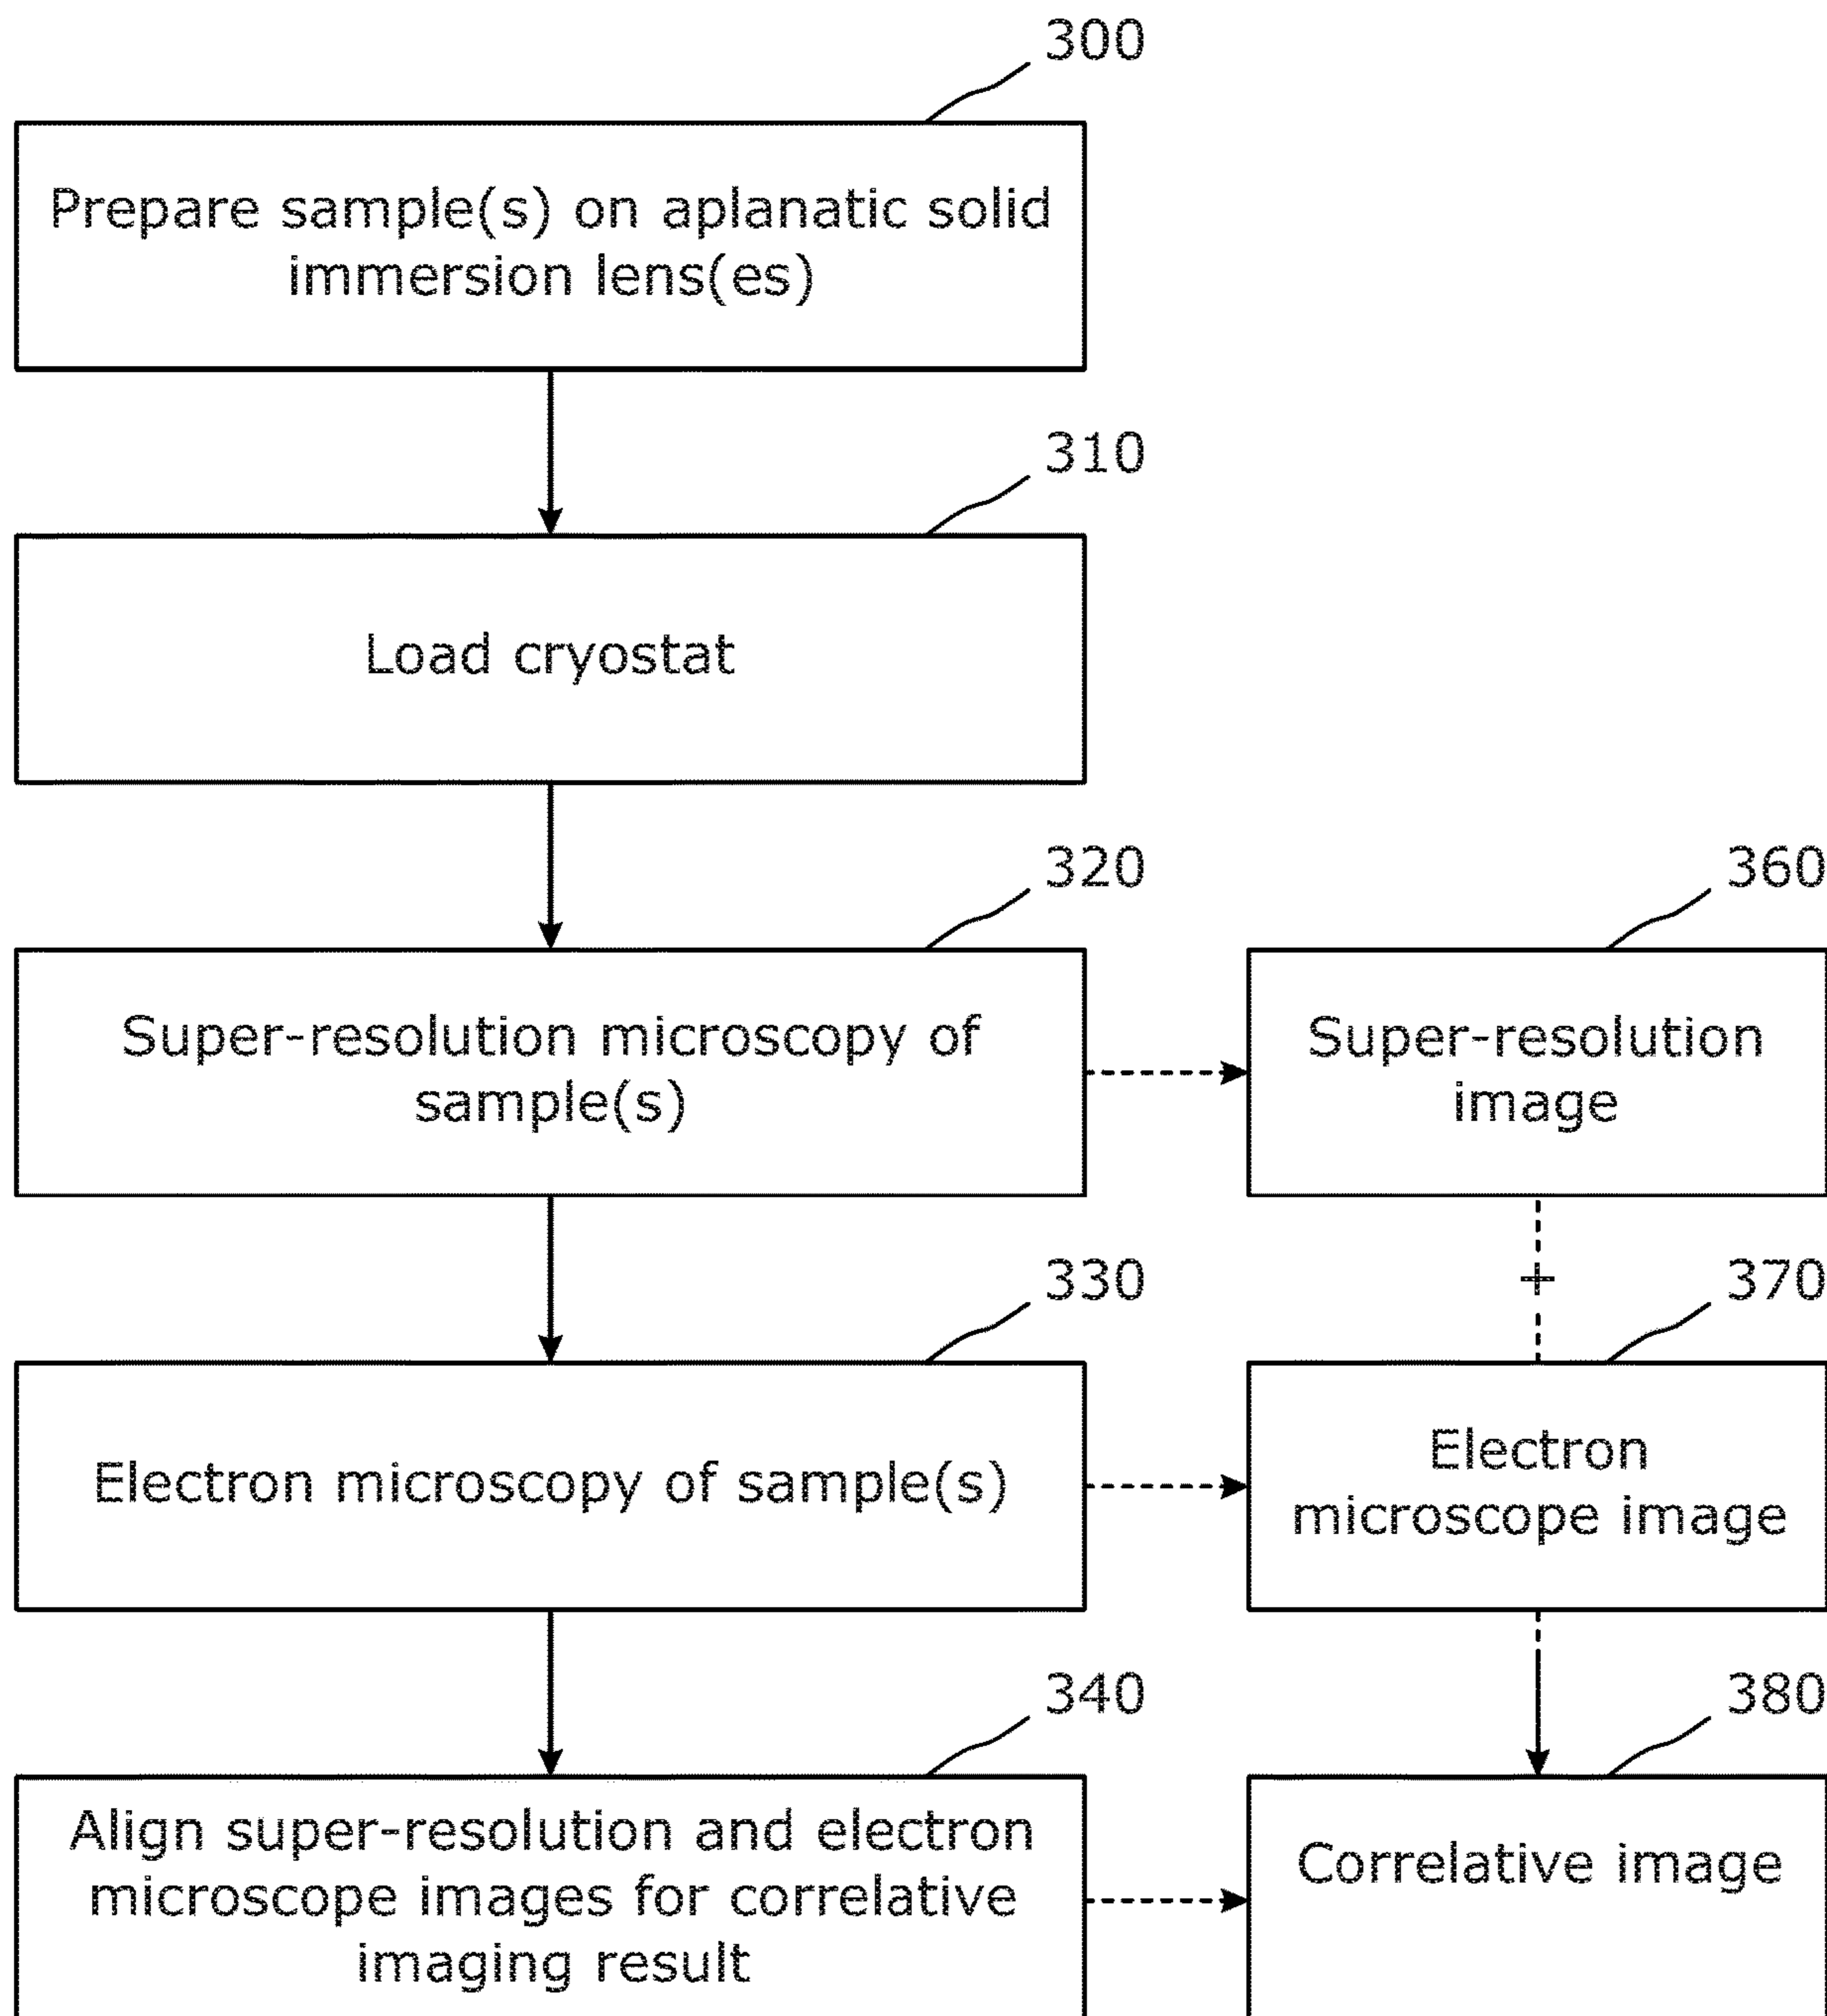 300
Prepare sample(s) on aplanatic solid
immersion lens(es)
310
Load cryostat
320
Super-resolution microscopy of
sample(s)
360
Super-resolution
image
+
330
Electron microscopy of sample(s)
370
Electron
microscope image
340
Align super-resolution and electron
microscope images for correlative
imaging result
380
Correlative image